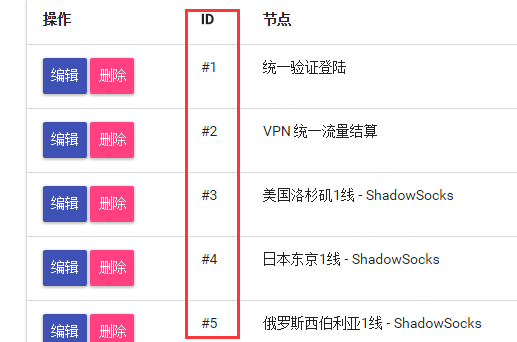 操作 ID 节点
编辑 删除 #1 统一验证登陆
编辑 删除 #2 VPN 统一流量结算
编辑 删除 #3 美国洛杉矶1线 - ShadowSocks
编辑 删除 #4 日本东京1线 - ShadowSocks
编辑 删除 #5 俄罗斯西伯利亚1线 - ShadowSocks